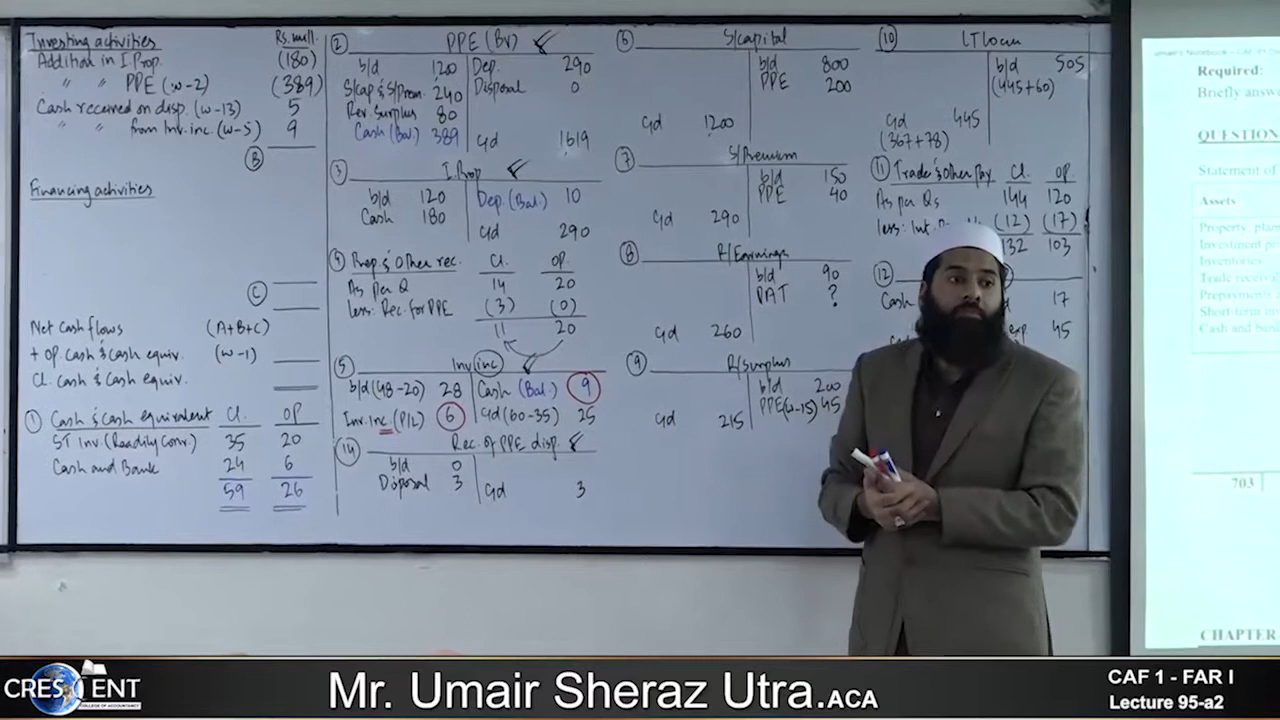 Investing activities Rs. mill.
Addition in I. Prop. (180)
" " PPE (w-2) (389)
Cash received on disp. (w-13) 5
" " from Inv. inc. (w-5) 9
B
Financing activities
C
Net Cash flows (A+B+C)
+ op. Cash & Cash equiv. (w-1)
Cl. Cash & Cash equiv.
1 Cash & Cash equivalent Cl. OP
ST Inv. (Readily Conv.) 35 20
Cash and Bank 24 6
59 26
2 PPE (BV)
b/d 120 Dep. 290
S/cap & S/prem. 240 Disposal 0
Rev. Surplus 80
Cash (Bal.) 389 c/d 1619
3 I. Prop
b/d 120 Dep. (Bal.) 10
Cash 180
c/d 290
4 Prep & Other rec. Cl. OP
As per Q 14 20
less: Rec. for PPE (3) (0)
11 20
5 Inv inc
b/d (48-20) 28 Cash (Bal.) 9
Inv. inc. (P/L) 6 c/d (60-35) 25
14 Rec. of PPE disp.
b/d 0
Disposal 3 c/d 3
6 S/capital
b/d 800
PPE 200
c/d 1200
7 S/Premium
b/d 150
PPE 40
c/d 290
8 R/Earnings
b/d 90
PAT ?
c/d 260
9 R/Surplus
b/d 200
PPE (w-15) 45
c/d 215
10 LT loan
b/d 505
(445+60)
c/d 445
(367+78)
11 Trade & Other pay. Cl. OP
As per Qs 144 120
less: Int. (12) (17)
132 103
12
Cash 17
45
umair's Notebook
Required:
Briefly answ
QUESTION
Statement of
Assets
Property, plan
Investment pr
Inventories
Trade receiv
Prepayments
Short term inv
Cash and bank
703
CHAPTER
CRESCENT
COLLEGE OF ACCOUNTANCY
Mr. Umair Sheraz Utra.ACA
CAF 1 - FAR I
Lecture 95-a2